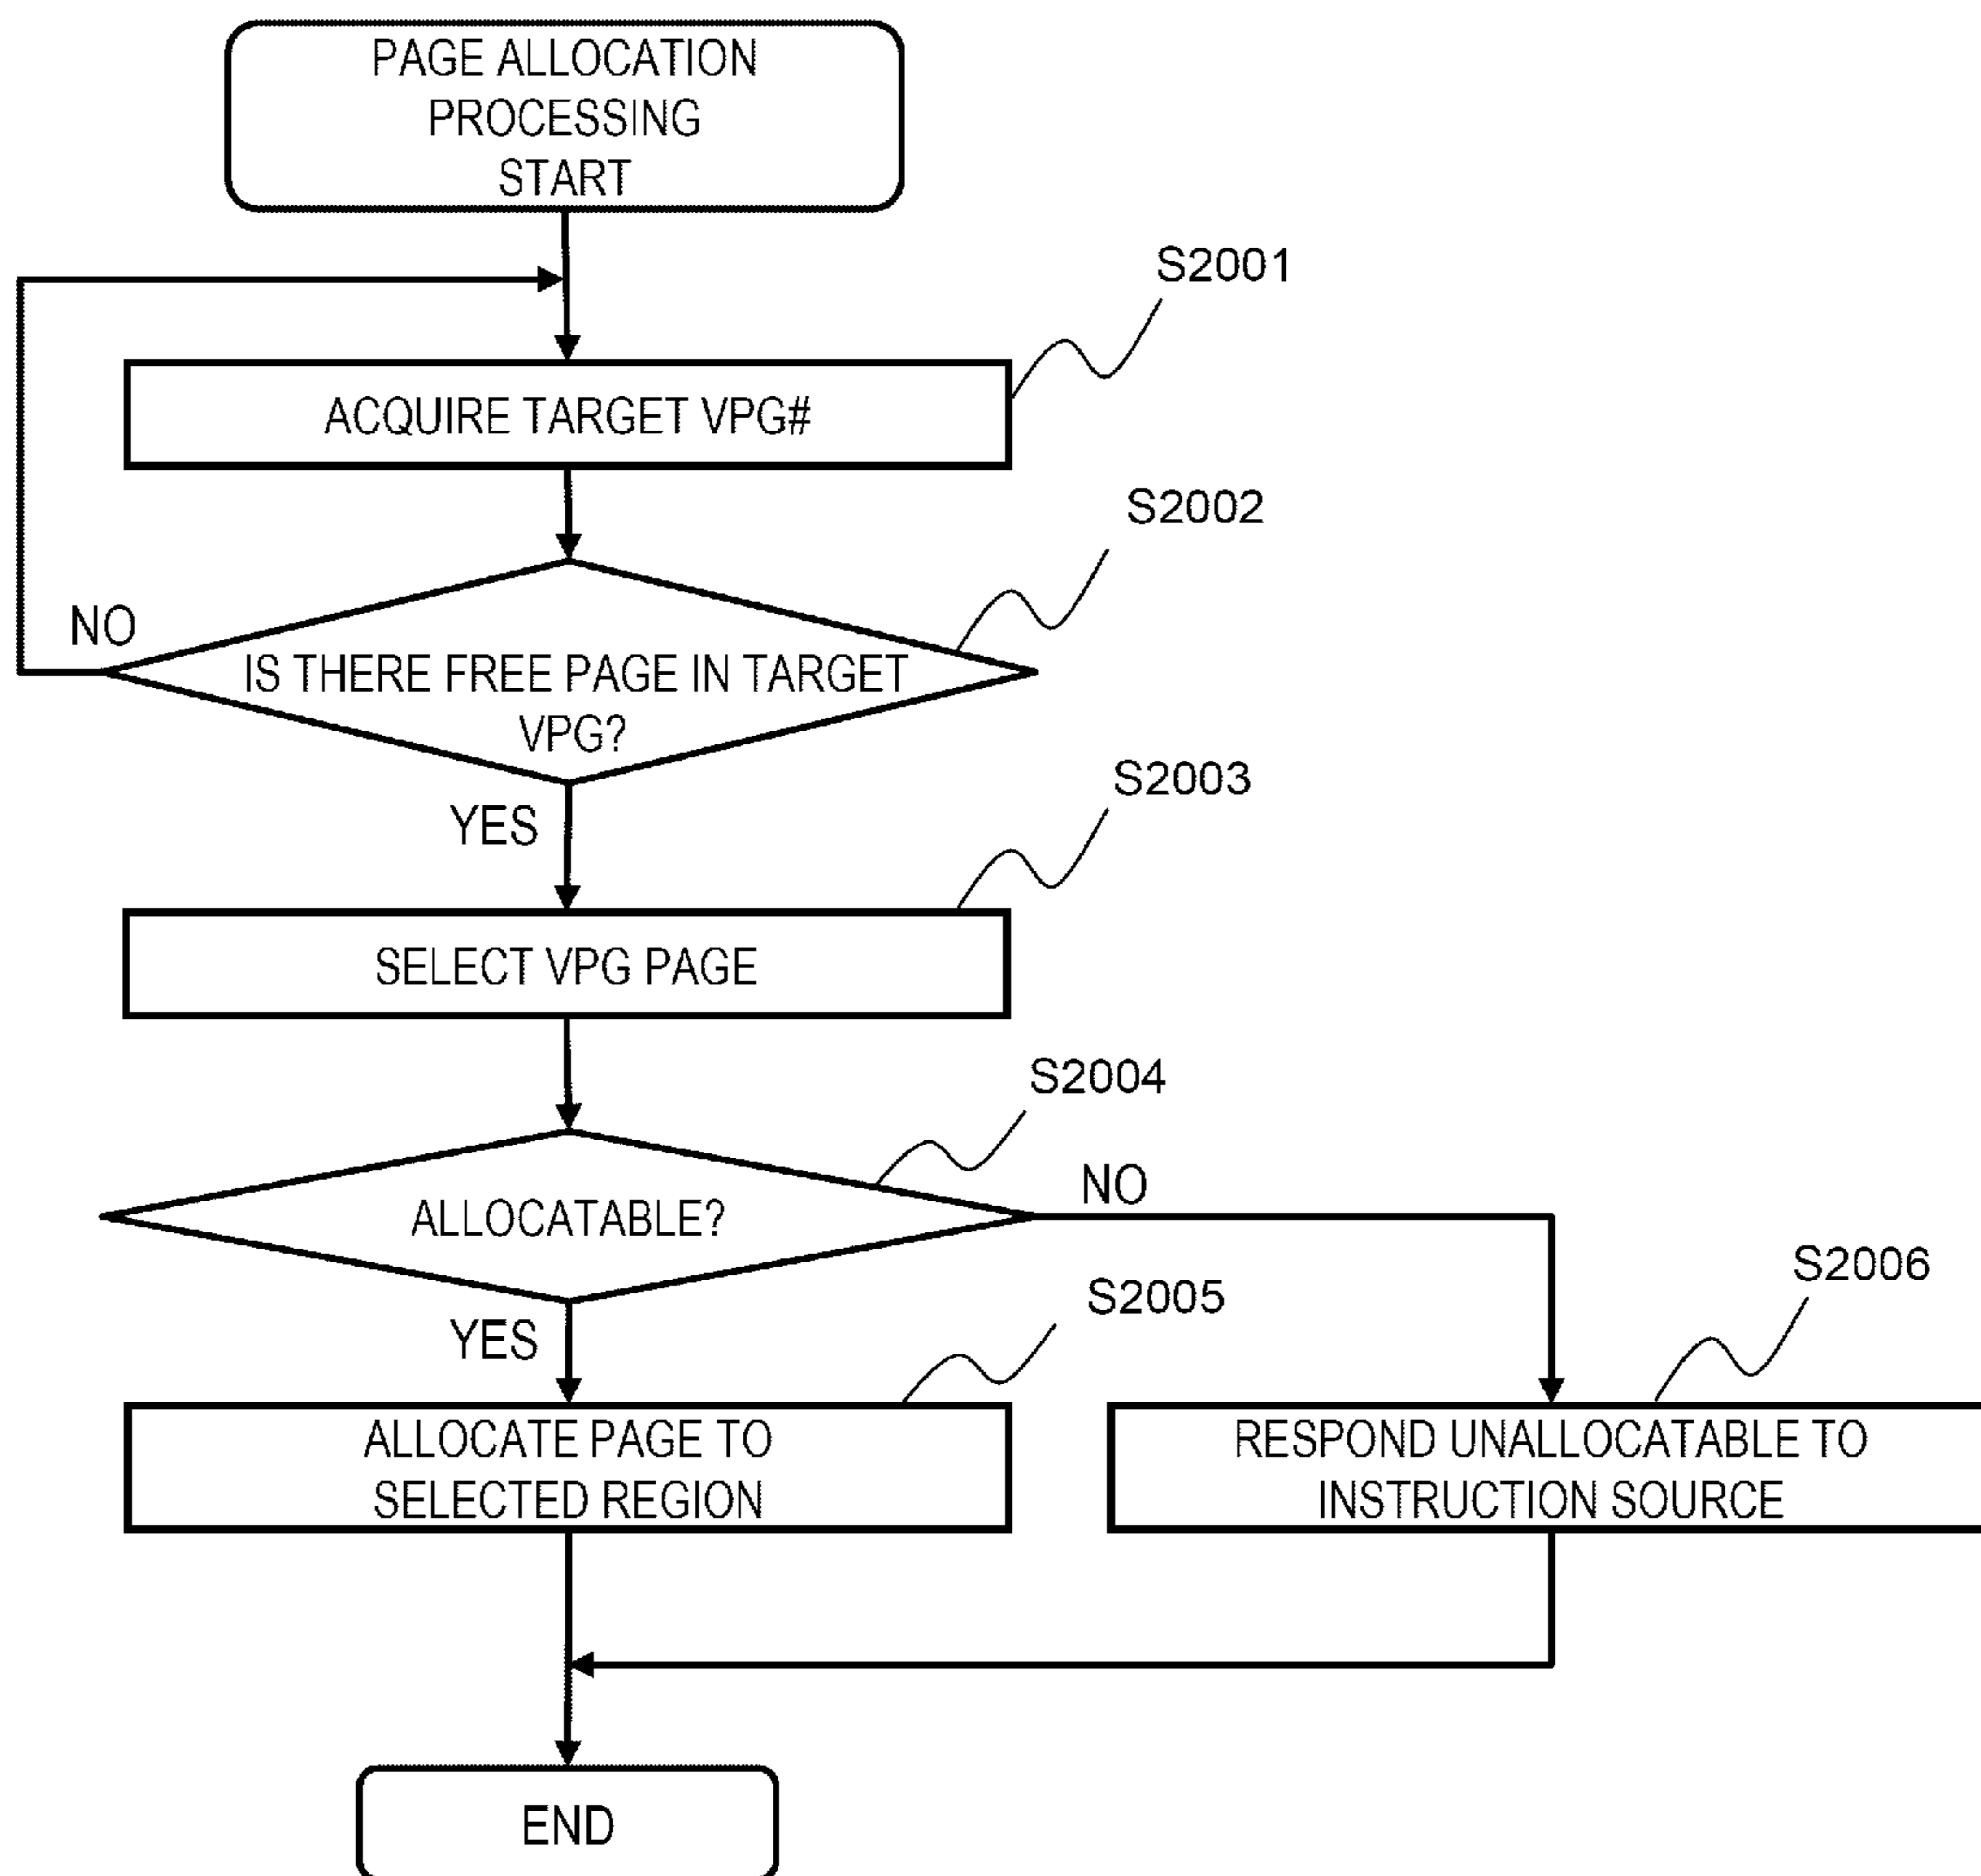 PAGE ALLOCATION
PROCESSING
START
S2001
ACQUIRE TARGET VPG#
S2002
NO
IS THERE FREE PAGE IN TARGET
VPG?
S2003
YES
SELECT VPG PAGE
S2004
NO
ALLOCATABLE?
S2006
S2005
YES
ALLOCATE PAGE TO
SELECTED REGION
RESPOND UNALLOCATABLE TO
INSTRUCTION SOURCE
END